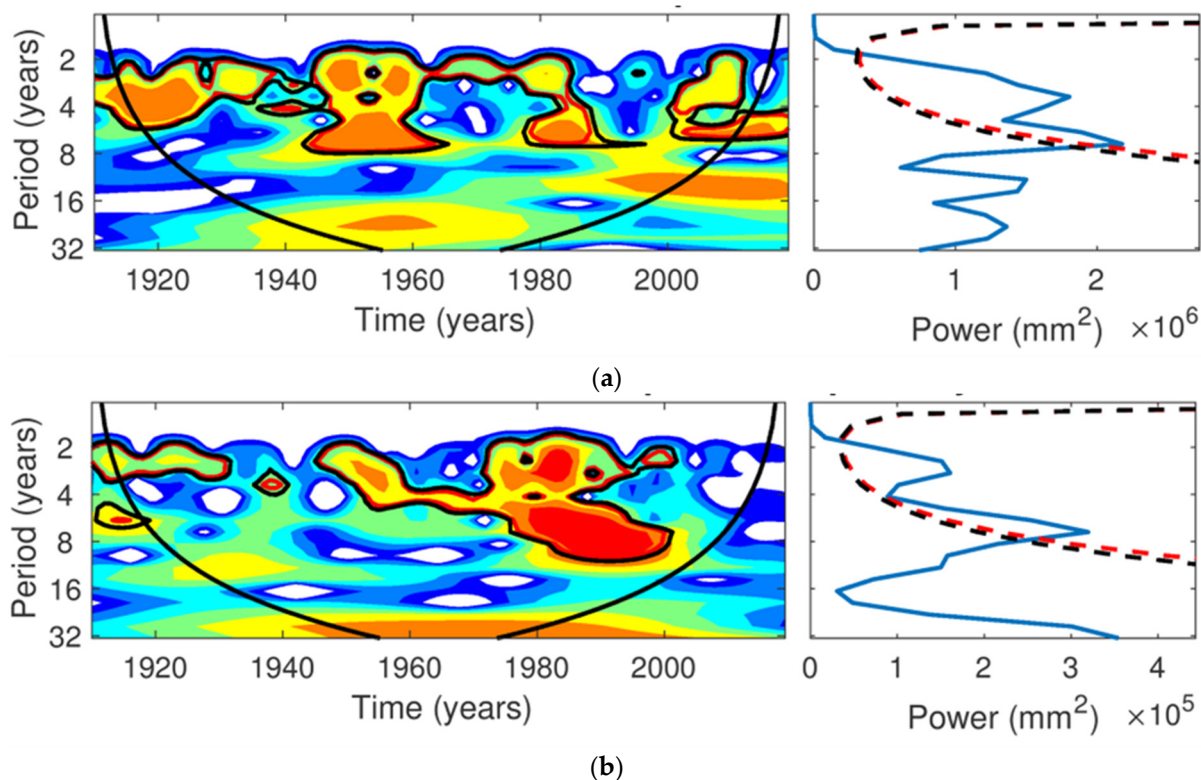 2
4
8
16
32
Period (years)
1920 1940 1960 1980 2000
Time (years)
0 1 2
Power (mm²) ×10⁶
(a)
2
4
8
16
32
Period (years)
1920 1940 1960 1980 2000
Time (years)
0 1 2 3 4
Power (mm²) ×10⁵
(b)